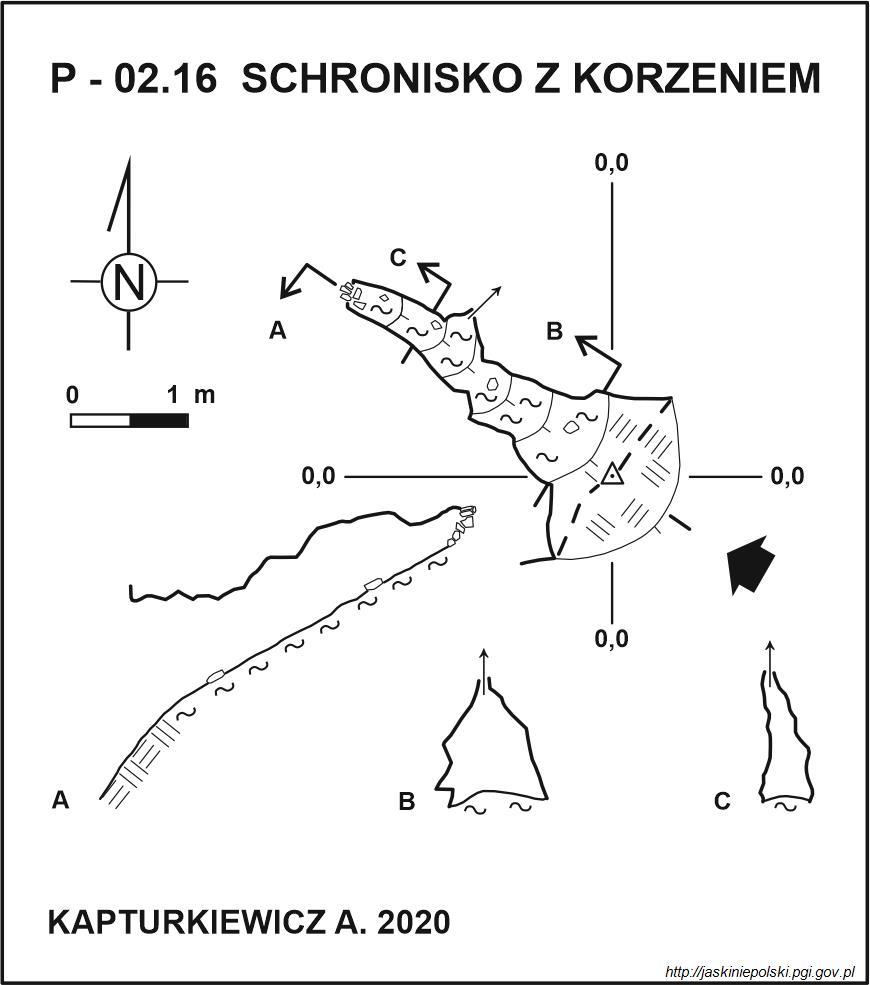 P - 02.16 SCHRONISKO Z KORZENIEM
0,0
C
B
A
N
0 1 m
0,0 0,0
0,0
A B C
KAPTURKIEWICZ A. 2020
http://jaskiniepolski.pgi.gov.pl